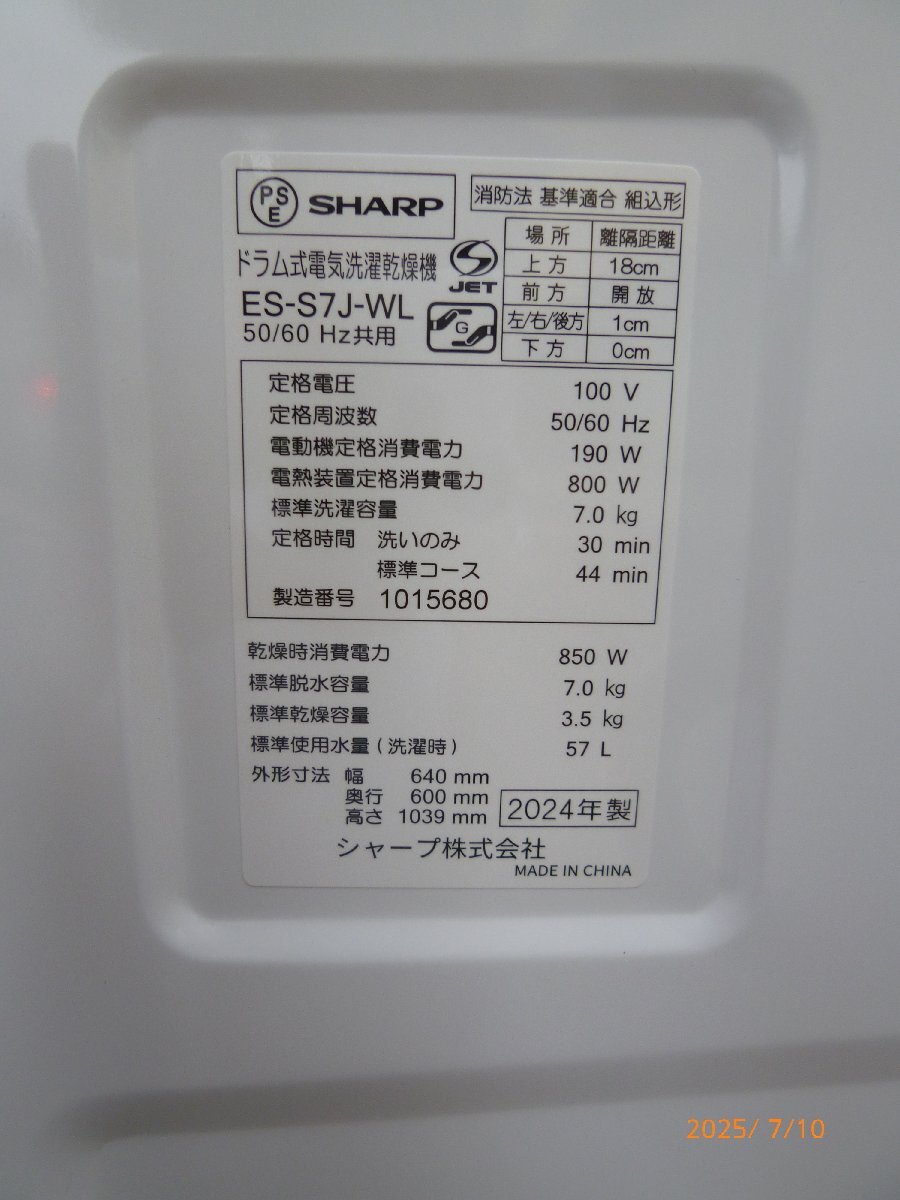 PSE SHARP
消防法 基準適合 組込形
ドラム式電気洗濯乾燥機
ES-S7J-WL
50/60 Hz共用
JET
G
場所 離隔距離
上方 18cm
前方 開放
左/右/後方 1cm
下方 0cm
定格電圧 100 V
定格周波数 50/60 Hz
電動機定格消費電力 190 W
電熱装置定格消費電力 800 W
標準洗濯容量 7.0 kg
定格時間 洗いのみ 30 min
標準コース 44 min
製造番号 1015680
乾燥時消費電力 850 W
標準脱水容量 7.0 kg
標準乾燥容量 3.5 kg
標準使用水量(洗濯時) 57 L
外形寸法 幅 640 mm
奥行 600 mm
高さ 1039 mm
2024年製
シャープ株式会社
MADE IN CHINA
2025/ 7/10